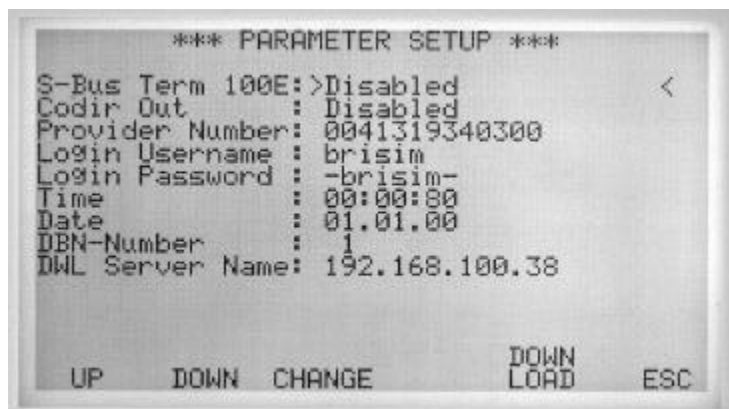 *** PARAMETER SETUP ***
S-Bus Term 100E:>Disabled <
Codir Out : Disabled
Provider Number: 0041319340300
Login Username : brisim
Login Password : -brisim-
Time : 00:00:80
Date : 01.01.00
DBN-Number : 1
DWL Server Name: 192.168.100.38
UP DOWN CHANGE DOWN LOAD ESC